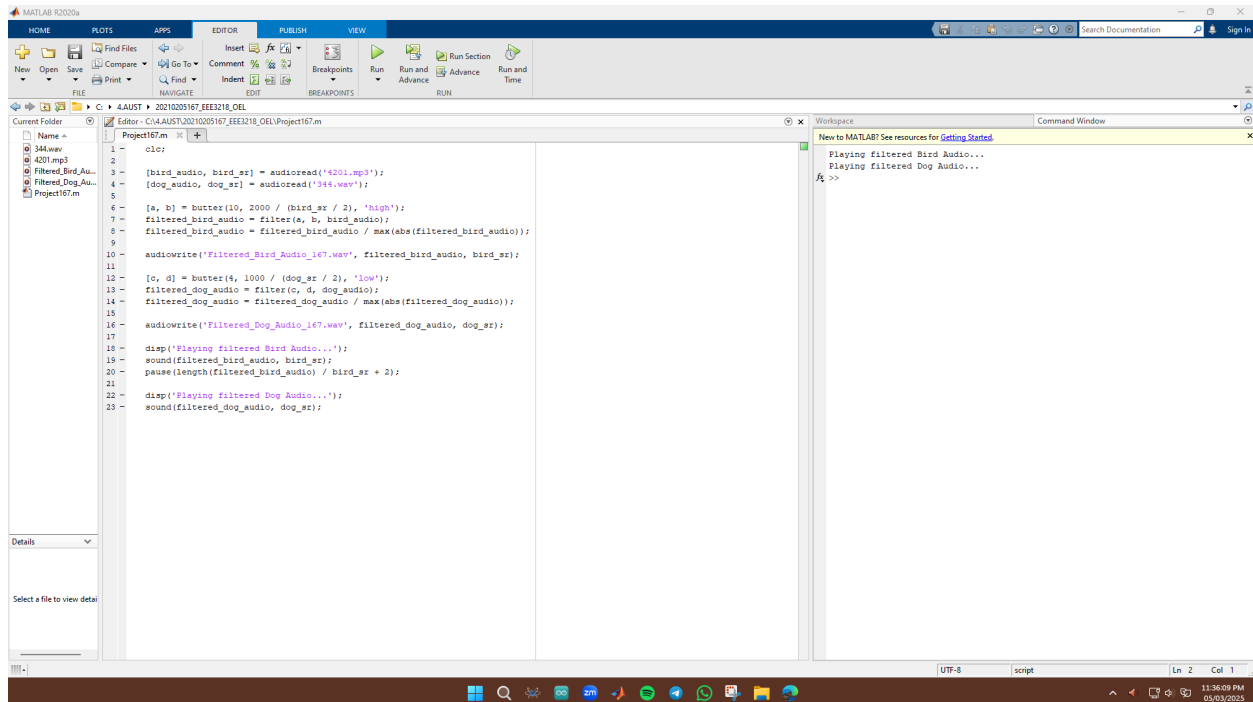 MATLAB R2020a
HOME PLOTS APPS EDITOR PUBLISH VIEW Search Documentation Sign In
New Open Save Find Files Compare Print Go To Find Insert Comment Indent Breakpoints Run Run and Advance Run Section Advance Run and Time
FILE NAVIGATE EDIT BREAKPOINTS RUN
C: 4.AUST 20210205167_EEE3218_OEL
Current Folder
Name
344.wav
4201.mp3
Filtered_Bird_Au...
Filtered_Dog_Au...
Project167.m
Details
Select a file to view detai
Editor - C:\4.AUST\20210205167_EEE3218_OEL\Project167.m
Project167.m
1 clc;
2
3 [bird_audio, bird_sr] = audioread('4201.mp3');
4 [dog_audio, dog_sr] = audioread('344.wav');
5
6 [a, b] = butter(10, 2000 / (bird_sr / 2), 'high');
7 filtered_bird_audio = filter(a, b, bird_audio);
8 filtered_bird_audio = filtered_bird_audio / max(abs(filtered_bird_audio));
9
10 audiowrite('Filtered_Bird_Audio_167.wav', filtered_bird_audio, bird_sr);
11
12 [c, d] = butter(4, 1000 / (dog_sr / 2), 'low');
13 filtered_dog_audio = filter(c, d, dog_audio);
14 filtered_dog_audio = filtered_dog_audio / max(abs(filtered_dog_audio));
15
16 audiowrite('Filtered_Dog_Audio_167.wav', filtered_dog_audio, dog_sr);
17
18 disp('Playing filtered Bird Audio...');
19 sound(filtered_bird_audio, bird_sr);
20 pause(length(filtered_bird_audio) / bird_sr + 2);
21
22 disp('Playing filtered Dog Audio...');
23 sound(filtered_dog_audio, dog_sr);
Workspace Command Window
New to MATLAB? See resources for Getting Started.
Playing filtered Bird Audio...
Playing filtered Dog Audio...
fx >>
UTF-8 script Ln 2 Col 1
zm
11:36:09 PM
05/03/2025